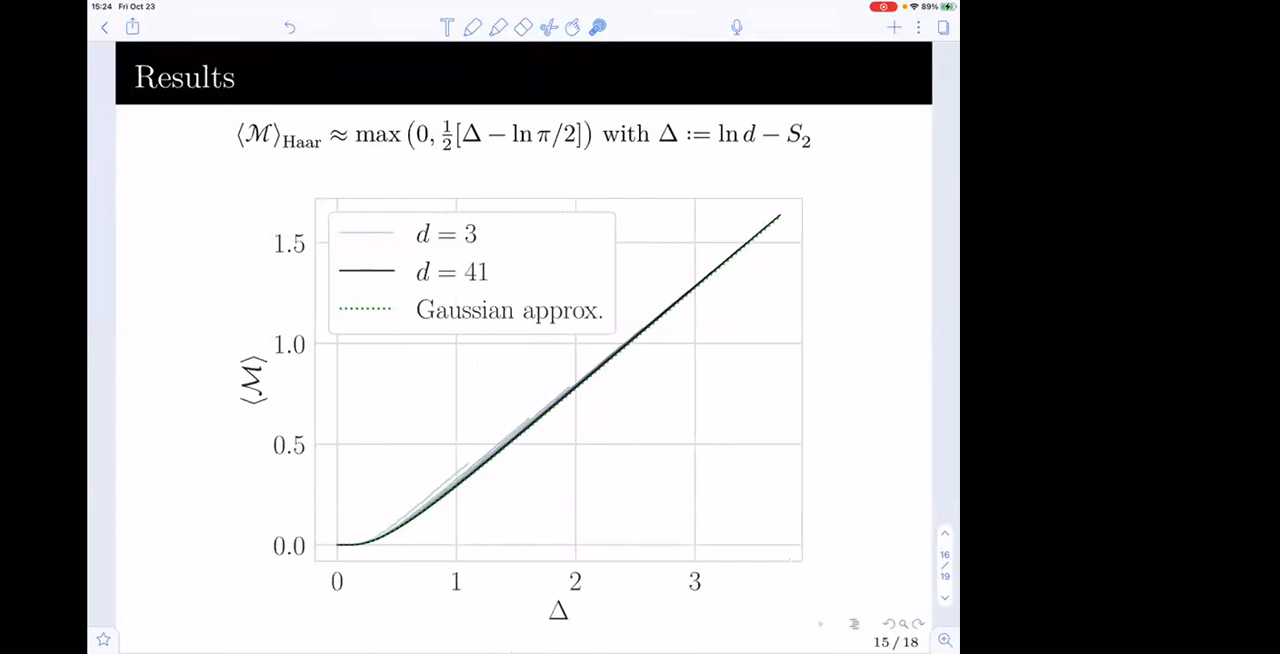 15:24 Fri Oct 23
89%
Results
⟨ℳ⟩Haar ≈ max (0, ½[Δ − ln π/2]) with Δ := ln d − S₂
d = 3
d = 41
Gaussian approx.
1.5
1.0
0.5
0.0
⟨ℳ⟩
0 1 2 3
Δ
16
/
19
15 / 18